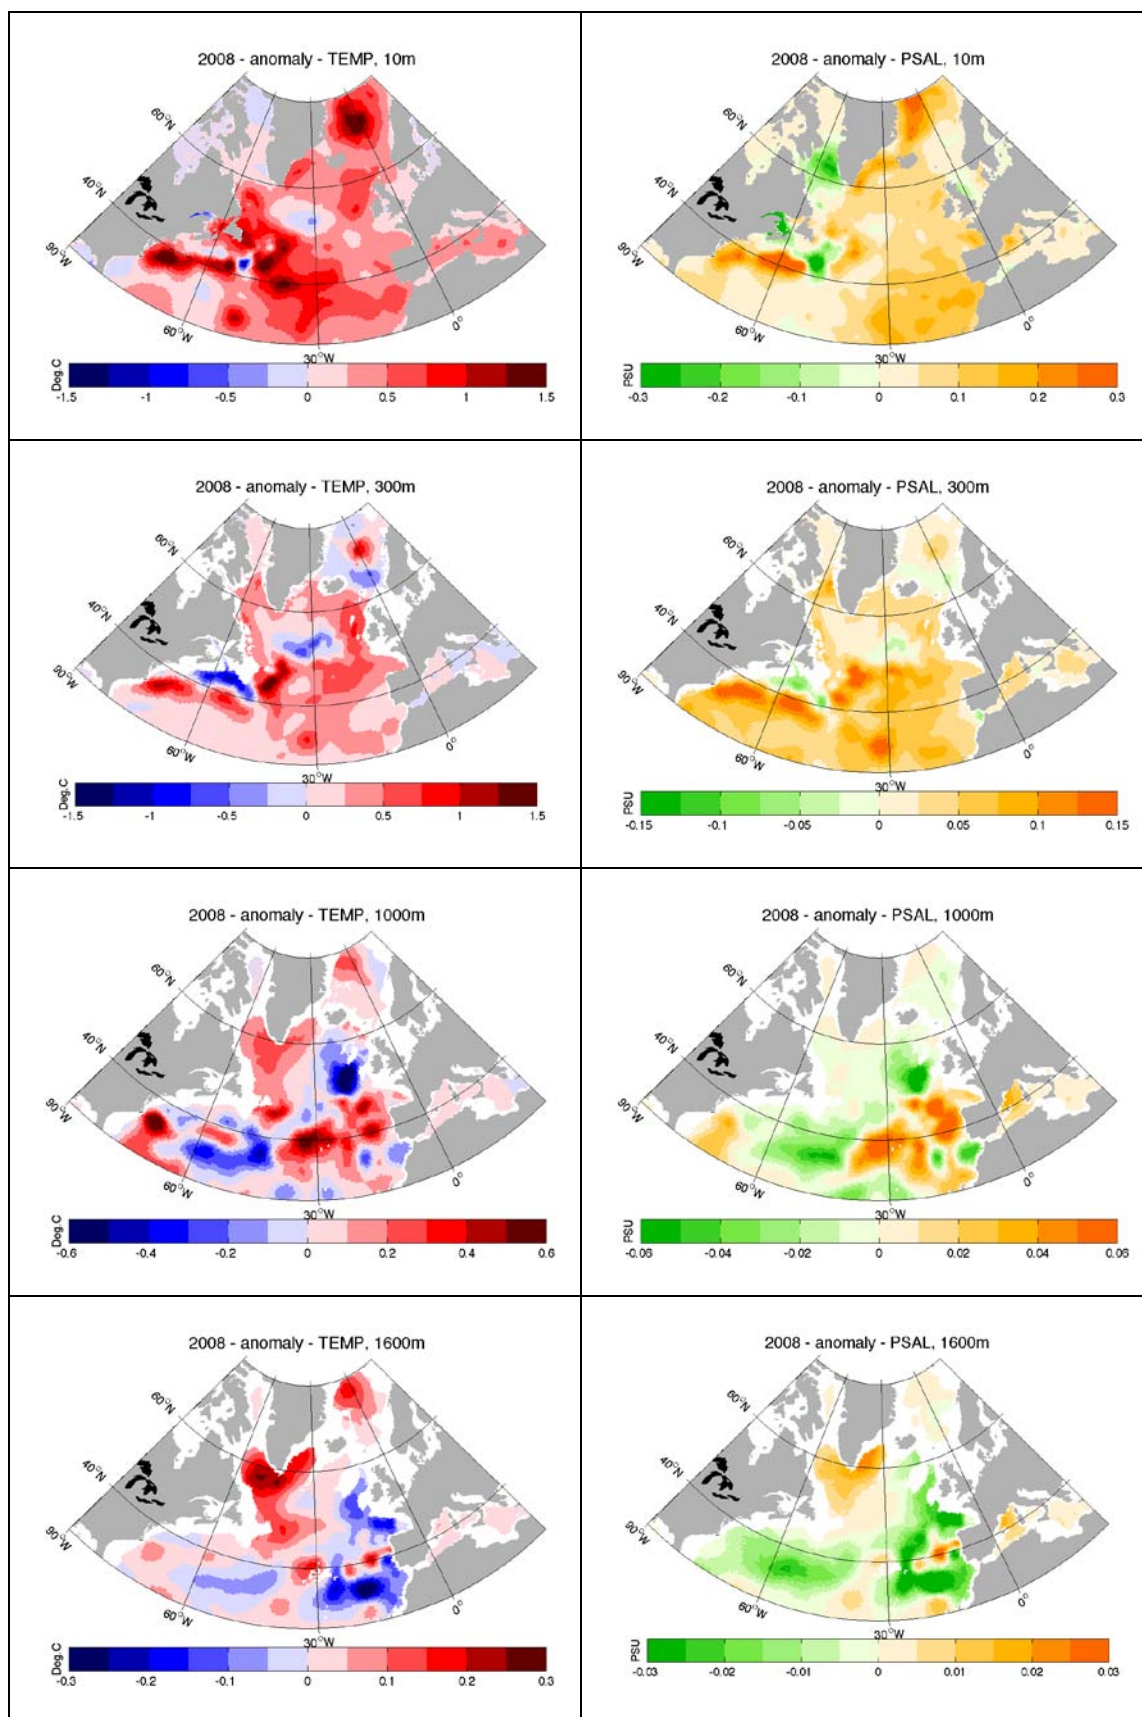 2008 - anomaly - TEMP, 10m
60°N
40°N
90°W
60°W
30°W
0°
Deg.C
-1.5 -1 -0.5 0 0.5 1 1.5
2008 - anomaly - PSAL, 10m
60°N
40°N
90°W
60°W
30°W
0°
PSU
-0.3 -0.2 -0.1 0 0.1 0.2 0.3
2008 - anomaly - TEMP, 300m
60°N
40°N
90°W
60°W
30°W
0°
Deg.C
-1.5 -1 -0.5 0 0.5 1 1.5
2008 - anomaly - PSAL, 300m
60°N
40°N
90°W
60°W
30°W
0°
PSU
-0.15 -0.1 -0.05 0 0.05 0.1 0.15
2008 - anomaly - TEMP, 1000m
60°N
40°N
90°W
60°W
30°W
0°
Deg.C
-0.6 -0.4 -0.2 0 0.2 0.4 0.6
2008 - anomaly - PSAL, 1000m
60°N
40°N
90°W
60°W
30°W
0°
PSU
-0.06 -0.04 -0.02 0 0.02 0.04 0.06
2008 - anomaly - TEMP, 1600m
60°N
40°N
90°W
60°W
30°W
0°
Deg.C
-0.3 -0.2 -0.1 0 0.1 0.2 0.3
2008 - anomaly - PSAL, 1600m
60°N
40°N
90°W
60°W
30°W
0°
PSU
-0.03 -0.02 -0.01 0 0.01 0.02 0.03